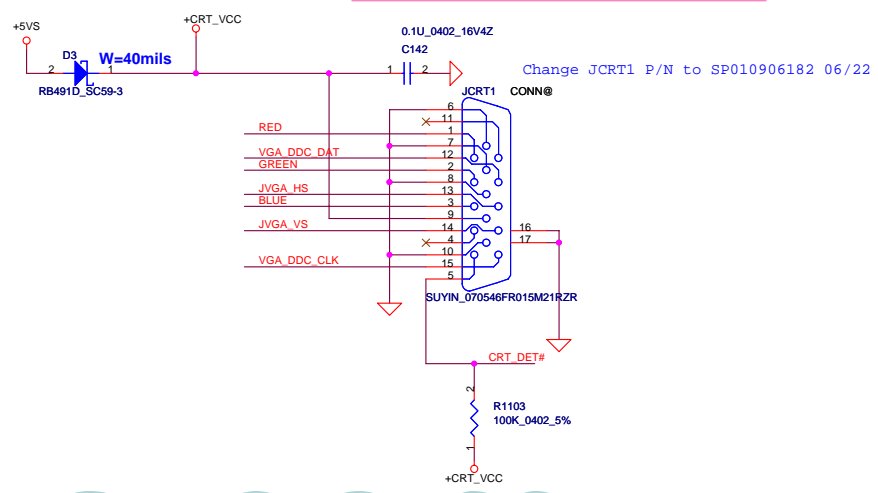 +5VS
+CRT_VCC
D3
W=40mils
2
1
RB491D_SC59-3
0.1U_0402_16V4Z
C142
1
2
Change JCRT1 P/N to SP010906182 06/22
JCRT1
CONN@
6
11
RED
1
7
VGA_DDC_DAT
12
GREEN
2
8
JVGA_HS
13
BLUE
3
9
JVGA_VS
14
16
4
17
10
VGA_DDC_CLK
15
5
SUYIN_070546FR015M21RZR
CRT_DET#
2
R1103
100K_0402_5%
1
+CRT_VCC